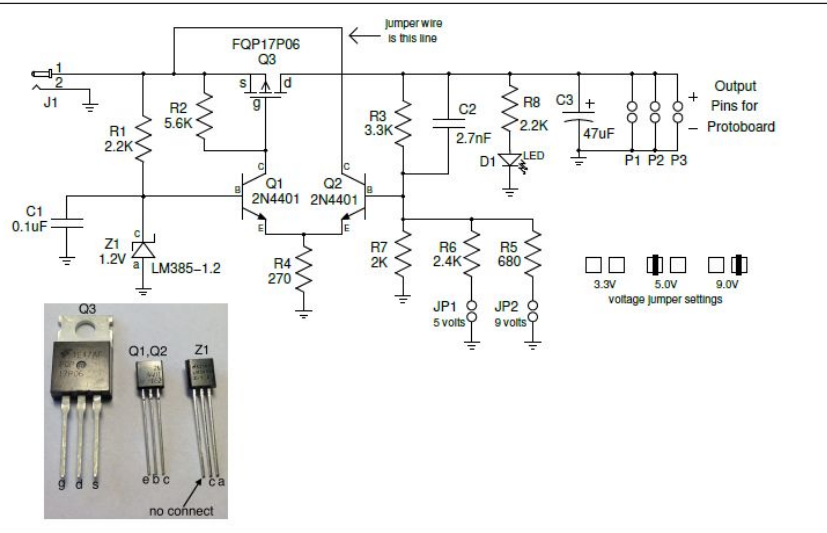 jumper wire
is this line
FQP17P06
Q3
s d
g
1
2
J1
R1
2.2K
R2
5.6K
R3
3.3K
C2
2.7nF
R8
2.2K
D1
LED
C3 +
47uF
P1 P2 P3
+
−
Output
Pins for
Protoboard
C
B
E
Q1
2N4401
C
B
E
Q2
2N4401
C1
0.1uF
Z1
1.2V
c
a
LM385-1.2
R4
270
R7
2K
R6
2.4K
R5
680
JP1
5 volts
JP2
9 volts
3.3V 5.0V 9.0V
voltage jumper settings
Q3
17P06
g d s
Q1,Q2
e b c
Z1
c a
no connect